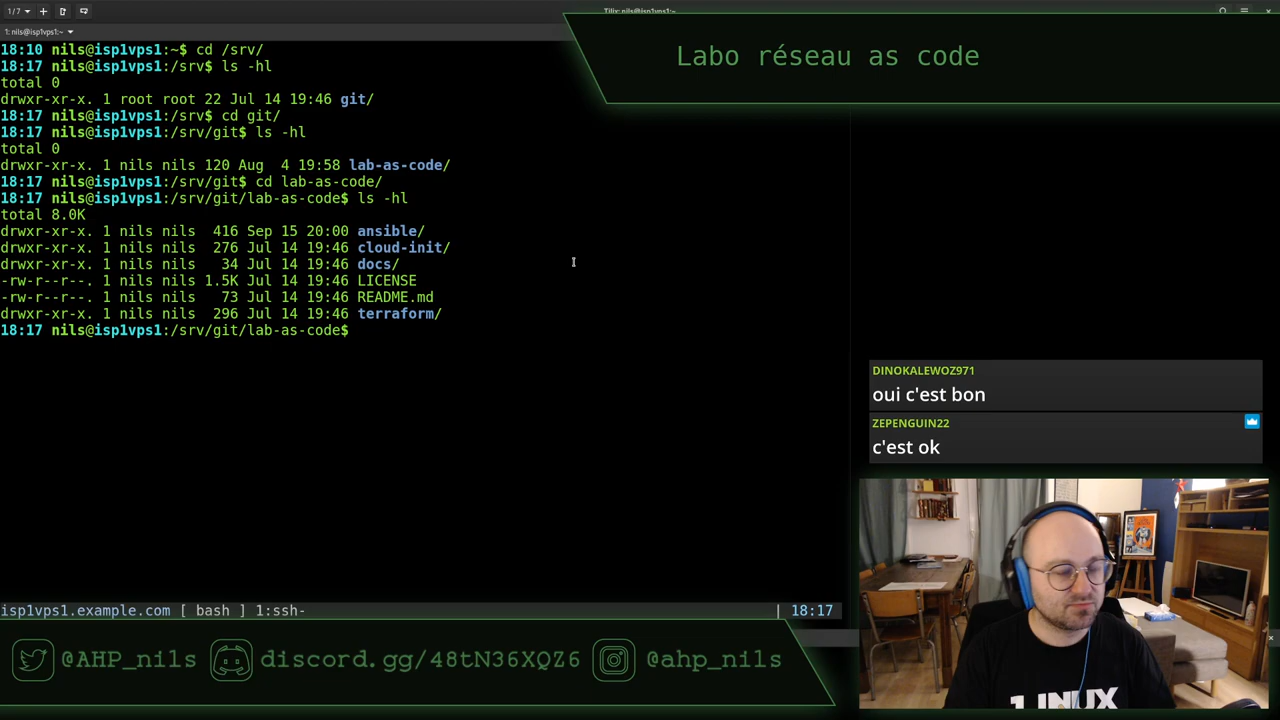 1/7
Tilix: nils@isp1vps1:~
1: nils@isp1vps1:~
18:10 nils@isp1vps1:~$ cd /srv/
18:17 nils@isp1vps1:/srv$ ls -hl
total 0
drwxr-xr-x. 1 root root 22 Jul 14 19:46 git/
18:17 nils@isp1vps1:/srv$ cd git/
18:17 nils@isp1vps1:/srv/git$ ls -hl
total 0
drwxr-xr-x. 1 nils nils 120 Aug  4 19:58 lab-as-code/
18:17 nils@isp1vps1:/srv/git$ cd lab-as-code/
18:17 nils@isp1vps1:/srv/git/lab-as-code$ ls -hl
total 8.0K
drwxr-xr-x. 1 nils nils  416 Sep 15 20:00 ansible/
drwxr-xr-x. 1 nils nils  276 Jul 14 19:46 cloud-init/
drwxr-xr-x. 1 nils nils   34 Jul 14 19:46 docs/
-rw-r--r--. 1 nils nils 1.5K Jul 14 19:46 LICENSE
-rw-r--r--. 1 nils nils   73 Jul 14 19:46 README.md
drwxr-xr-x. 1 nils nils  296 Jul 14 19:46 terraform/
18:17 nils@isp1vps1:/srv/git/lab-as-code$
isp1vps1.example.com [ bash ] 1:ssh- | 18:17
Labo réseau as code
DINOKALEWOZ971
oui c'est bon
ZEPENGUIN22
c'est ok
LINUX
@AHP_nils discord.gg/48tN36XQZ6 @ahp_nils